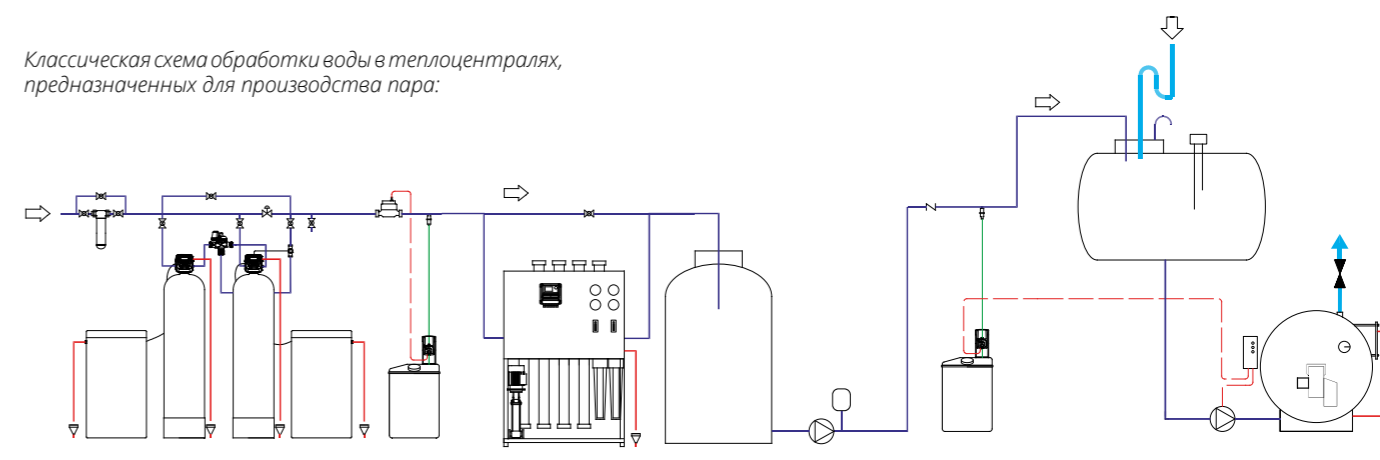 Классическая схема обработки воды в теплоцентралях,
предназначенных для производства пара: